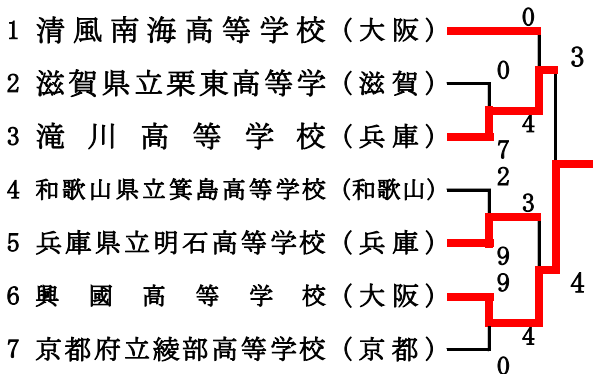 1 清風南海高等学校（大阪） 0
3
2 滋賀県立栗東高等学（滋賀） 0
4
3 滝川高等学校（兵庫） 7
4 和歌山県立箕島高等学校（和歌山） 2
3
5 兵庫県立明石高等学校（兵庫） 9
6 興國高等学校（大阪） 9
4
4
7 京都府立綾部高等学校（京都） 0